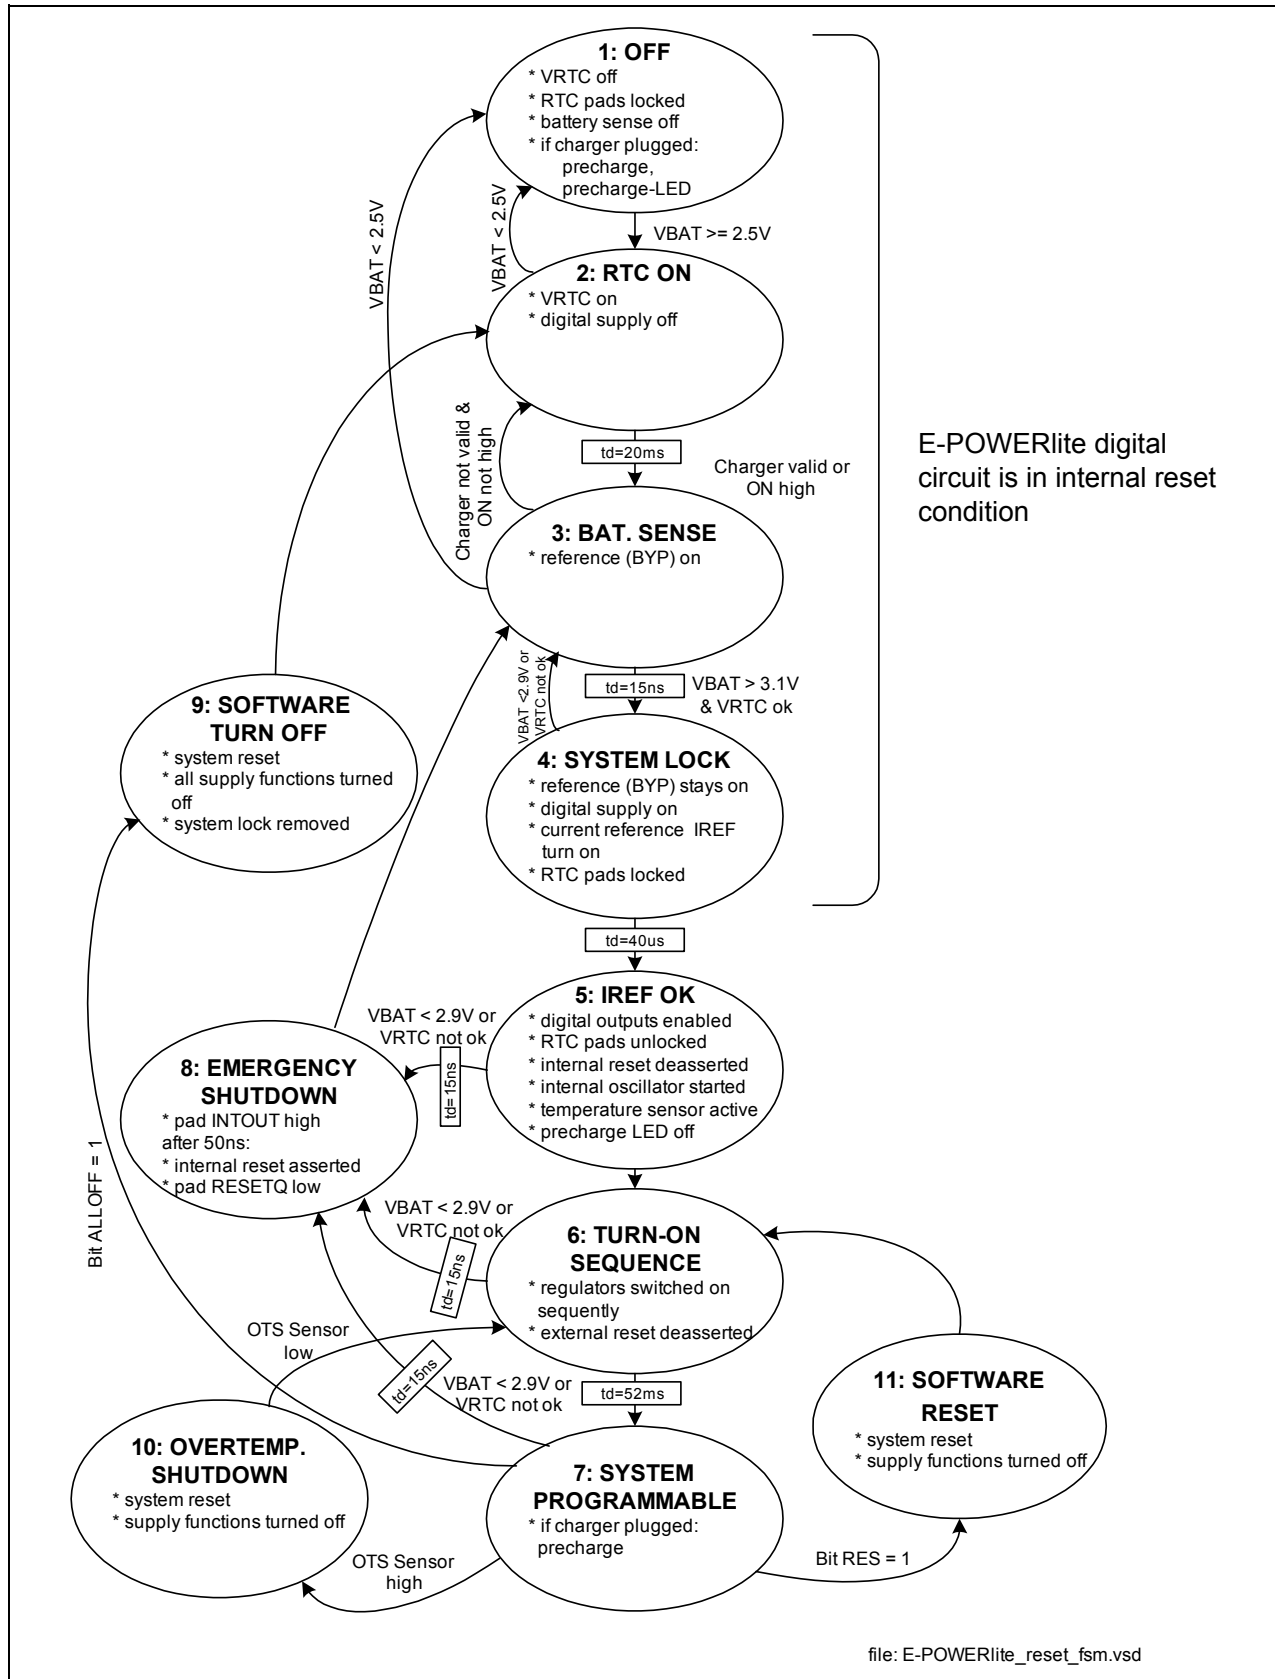 1: OFF
* VRTC off
* RTC pads locked
* battery sense off
* if charger plugged:
precharge,
precharge-LED
VBAT < 2.5V
VBAT < 2.5V
VBAT >= 2.5V
2: RTC ON
* VRTC on
* digital supply off
Charger not valid &
ON not high
td=20ms
Charger valid or
ON high
E-POWERlite digital
circuit is in internal reset
condition
3: BAT. SENSE
* reference (BYP) on
VBAT <2.9V or
VRTC not ok
td=15ns
VBAT > 3.1V
& VRTC ok
9: SOFTWARE
TURN OFF
* system reset
* all supply functions turned
off
* system lock removed
4: SYSTEM LOCK
* reference (BYP) stays on
* digital supply on
* current reference IREF
turn on
* RTC pads locked
td=40us
5: IREF OK
* digital outputs enabled
* RTC pads unlocked
* internal reset deasserted
* internal oscillator started
* temperature sensor active
* precharge LED off
VBAT < 2.9V or
VRTC not ok
td=15ns
8: EMERGENCY
SHUTDOWN
* pad INTOUT high
after 50ns:
* internal reset asserted
* pad RESETQ low
Bit ALLOFF = 1
VBAT < 2.9V or
VRTC not ok
td=15ns
6: TURN-ON
SEQUENCE
* regulators switched on
sequently
* external reset deasserted
OTS Sensor
low
td=15ns
VBAT < 2.9V or
VRTC not ok
td=52ms
11: SOFTWARE
RESET
* system reset
* supply functions turned off
10: OVERTEMP.
SHUTDOWN
* system reset
* supply functions turned off
7: SYSTEM
PROGRAMMABLE
* if charger plugged:
precharge
OTS Sensor
high
Bit RES = 1
file: E-POWERlite_reset_fsm.vsd